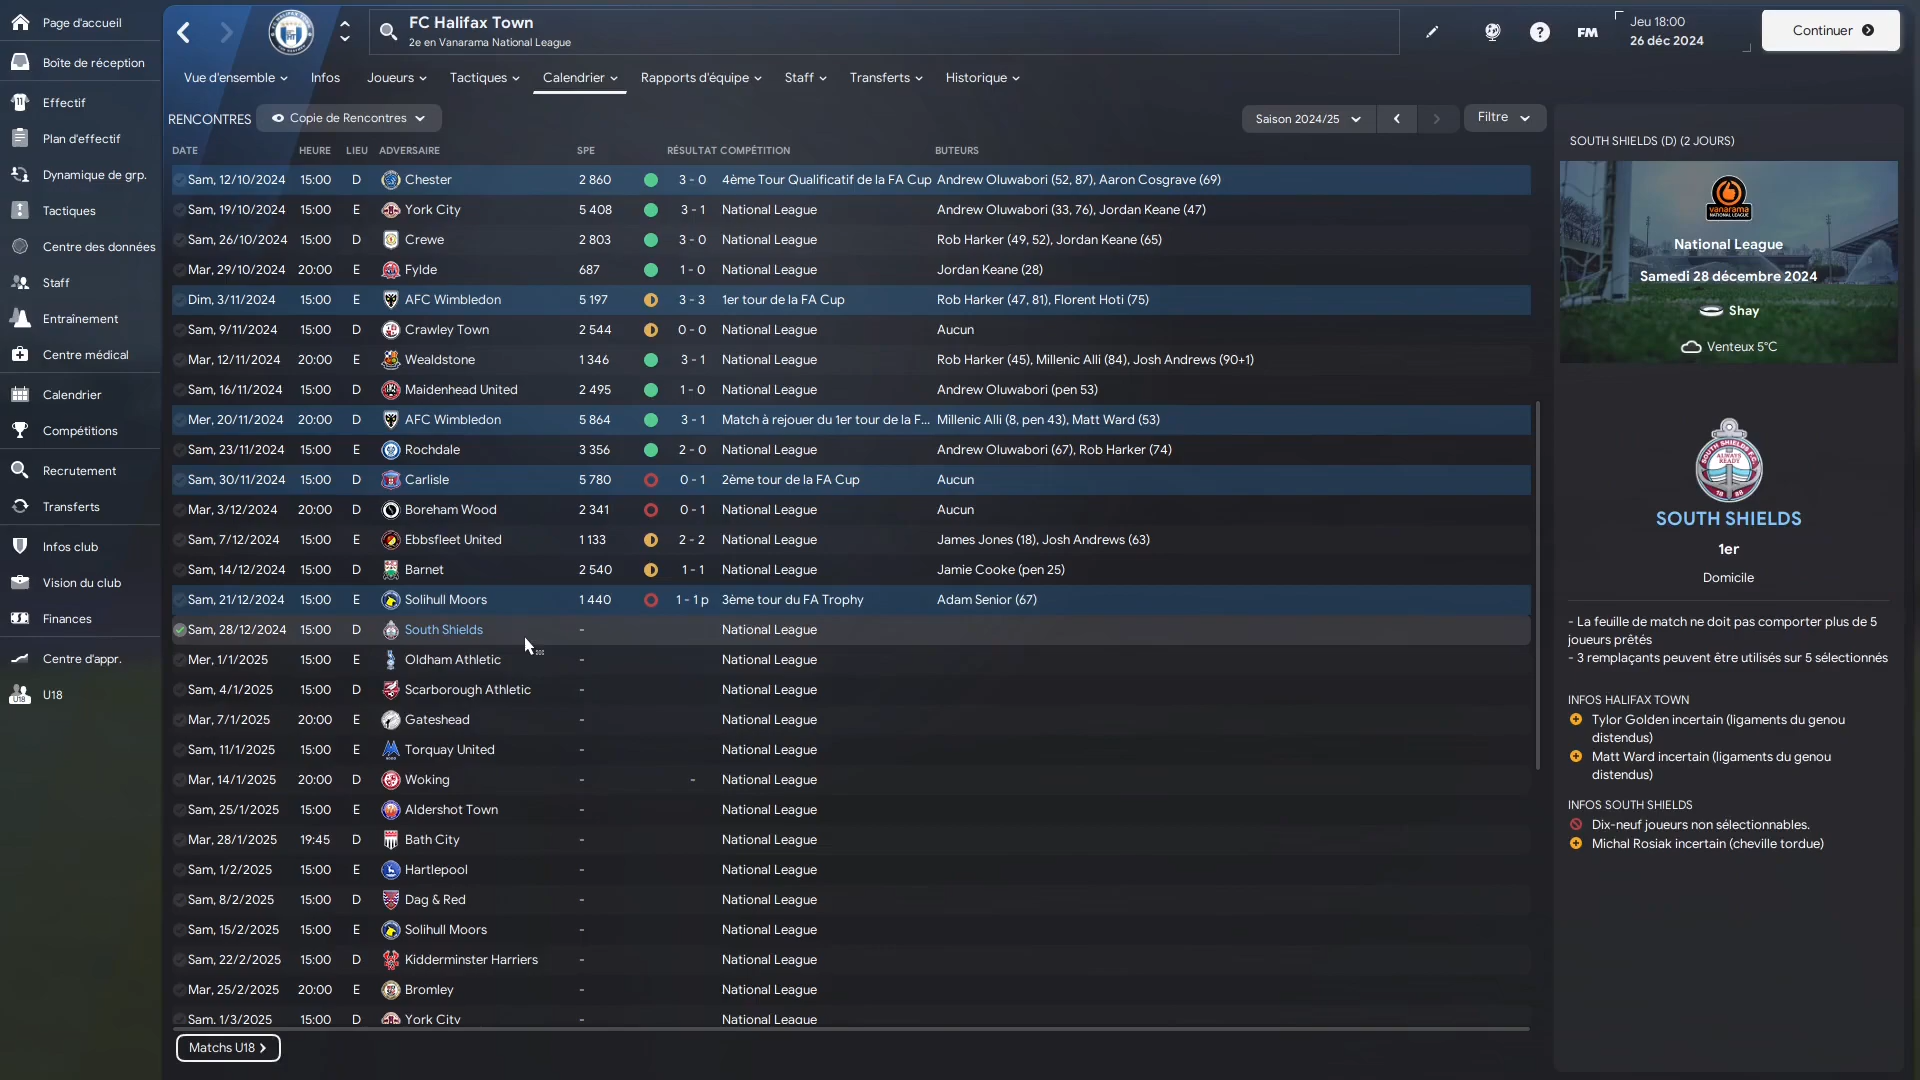 Page d'accueil
Boîte de réception
Effectif
Plan d'effectif
Dynamique de grp.
Tactiques
Centre des données
Staff
Entraînement
Centre médical
Calendrier
Compétitions
Recrutement
Transferts
Infos club
Vision du club
Finances
Centre d'appr.
U18
FC Halifax Town
2e en Vanarama National League
FM
Jeu 18:00
26 déc 2024
Continuer
Vue d'ensemble Infos Joueurs Tactiques Calendrier Rapports d'équipe Staff Transferts Historique
RENCONTRES Copie de Rencontres Saison 2024/25 Filtre
DATE HEURE LIEU ADVERSAIRE SPE RÉSULTAT COMPÉTITION BUTEURS
Sam, 12/10/2024 15:00 D Chester 2 860 3 - 0 4ème Tour Qualificatif de la FA Cup Andrew Oluwabori (52, 87), Aaron Cosgrave (69)
Sam, 19/10/2024 15:00 E York City 5 408 3 - 1 National League Andrew Oluwabori (33, 76), Jordan Keane (47)
Sam, 26/10/2024 15:00 D Crewe 2 803 3 - 0 National League Rob Harker (49, 52), Jordan Keane (65)
Mar, 29/10/2024 20:00 E Fylde 687 1 - 0 National League Jordan Keane (28)
Dim, 3/11/2024 15:00 E AFC Wimbledon 5 197 3 - 3 1er tour de la FA Cup Rob Harker (47, 81), Florent Hoti (75)
Sam, 9/11/2024 15:00 D Crawley Town 2 544 0 - 0 National League Aucun
Mar, 12/11/2024 20:00 E Wealdstone 1 346 3 - 1 National League Rob Harker (45), Millenic Alli (84), Josh Andrews (90+1)
Sam, 16/11/2024 15:00 D Maidenhead United 2 495 1 - 0 National League Andrew Oluwabori (pen 53)
Mer, 20/11/2024 20:00 D AFC Wimbledon 5 864 3 - 1 Match à rejouer du 1er tour de la F... Millenic Alli (8, pen 43), Matt Ward (53)
Sam, 23/11/2024 15:00 E Rochdale 3 356 2 - 0 National League Andrew Oluwabori (67), Rob Harker (74)
Sam, 30/11/2024 15:00 D Carlisle 5 780 0 - 1 2ème tour de la FA Cup Aucun
Mar, 3/12/2024 20:00 D Boreham Wood 2 341 0 - 1 National League Aucun
Sam, 7/12/2024 15:00 E Ebbsfleet United 1 133 2 - 2 National League James Jones (18), Josh Andrews (63)
Sam, 14/12/2024 15:00 D Barnet 2 540 1 - 1 National League Jamie Cooke (pen 25)
Sam, 21/12/2024 15:00 E Solihull Moors 1 440 1 - 1 p 3ème tour du FA Trophy Adam Senior (67)
Sam, 28/12/2024 15:00 D South Shields - National League
Mer, 1/1/2025 15:00 E Oldham Athletic - National League
Sam, 4/1/2025 15:00 D Scarborough Athletic - National League
Mar, 7/1/2025 20:00 E Gateshead - National League
Sam, 11/1/2025 15:00 E Torquay United - National League
Mar, 14/1/2025 20:00 D Woking - - National League
Sam, 25/1/2025 15:00 E Aldershot Town - National League
Mar, 28/1/2025 19:45 D Bath City - National League
Sam, 1/2/2025 15:00 E Hartlepool - National League
Sam, 8/2/2025 15:00 D Dag & Red - National League
Sam, 15/2/2025 15:00 E Solihull Moors - National League
Sam, 22/2/2025 15:00 D Kidderminster Harriers - National League
Mar, 25/2/2025 20:00 E Bromley - National League
Sam, 1/3/2025 15:00 D York City - National League
Matchs U18
SOUTH SHIELDS (D) (2 JOURS)
vanarama
NATIONAL LEAGUE
National League
Samedi 28 décembre 2024
Shay
Venteux 5°C
SOUTH SHIELDS F.C.
ALWAYS
READY
18 88
SOUTH SHIELDS
1er
Domicile
- La feuille de match ne doit pas comporter plus de 5
joueurs prêtés
- 3 remplaçants peuvent être utilisés sur 5 sélectionnés
INFOS HALIFAX TOWN
Tylor Golden incertain (ligaments du genou
distendus)
Matt Ward incertain (ligaments du genou
distendus)
INFOS SOUTH SHIELDS
Dix-neuf joueurs non sélectionnables.
Michal Rosiak incertain (cheville tordue)